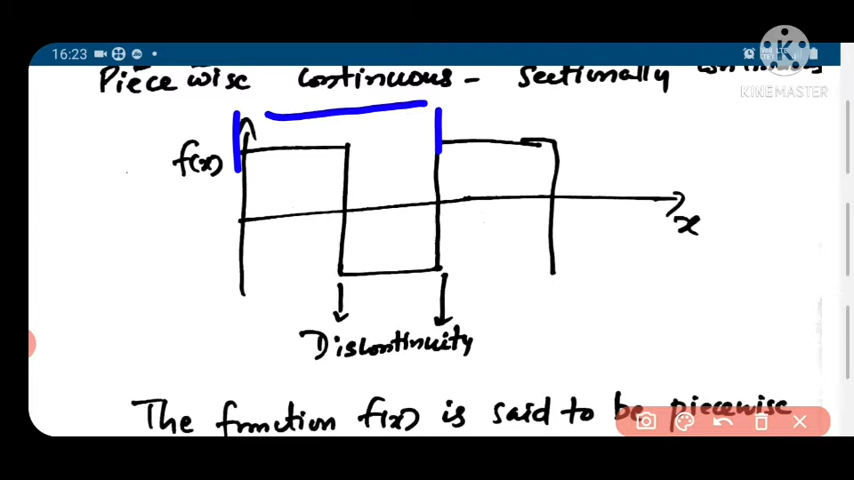 16:23
KINEMASTER
Piecewise continuous - Sectionally
f(x)
x
Discontinuity
The function f(x) is said to be piecewise